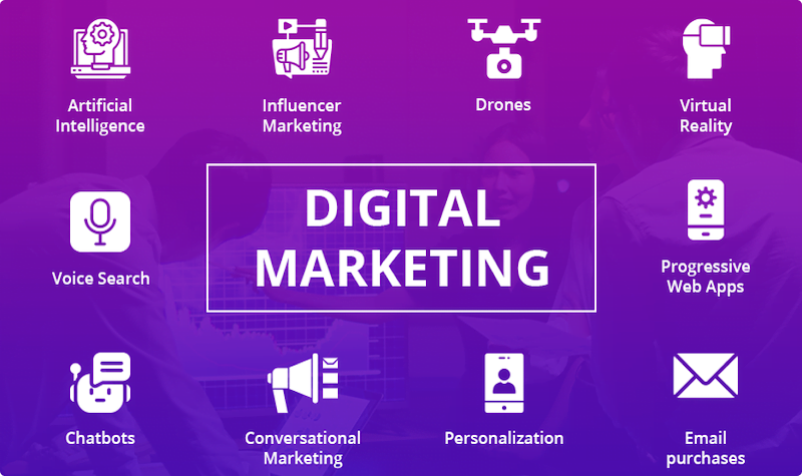 Artificial
Intelligence
Influencer
Marketing
Drones
Virtual
Reality
Voice Search
DIGITAL
MARKETING
Progressive
Web Apps
Chatbots
Conversational
Marketing
Personalization
Email
purchases